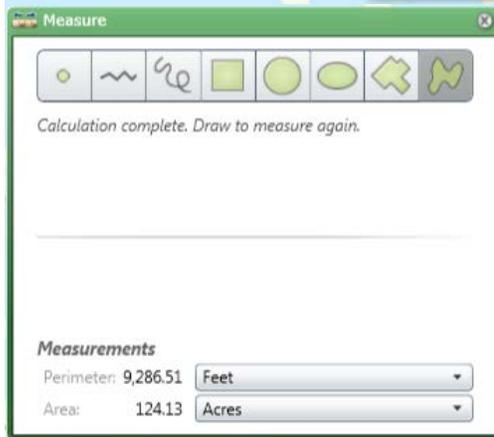 Measure
Calculation complete. Draw to measure again.
Measurements
Perimeter: 9,286.51 Feet
Area: 124.13 Acres